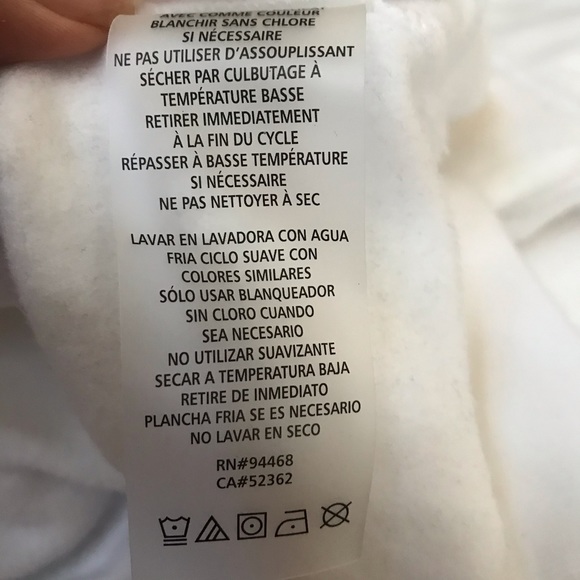 AVEC COMME COULEUR
BLANCHIR SANS CHLORE
SI NÉCESSAIRE
NE PAS UTILISER D'ASSOUPLISSANT
SÉCHER PAR CULBUTAGE À
TEMPÉRATURE BASSE
RETIRER IMMEDIATEMENT
À LA FIN DU CYCLE
RÉPASSER À BASSE TEMPÉRATURE
SI NÉCESSAIRE
NE PAS NETTOYER À SEC
LAVAR EN LAVADORA CON AGUA
FRIA CICLO SUAVE CON
COLORES SIMILARES
SÓLO USAR BLANQUEADOR
SIN CLORO CUANDO
SEA NECESARIO
NO UTILIZAR SUAVIZANTE
SECAR A TEMPERATURA BAJA
RETIRE DE INMEDIATO
PLANCHA FRIA SE ES NECESARIO
NO LAVAR EN SECO
RN#94468
CA#52362